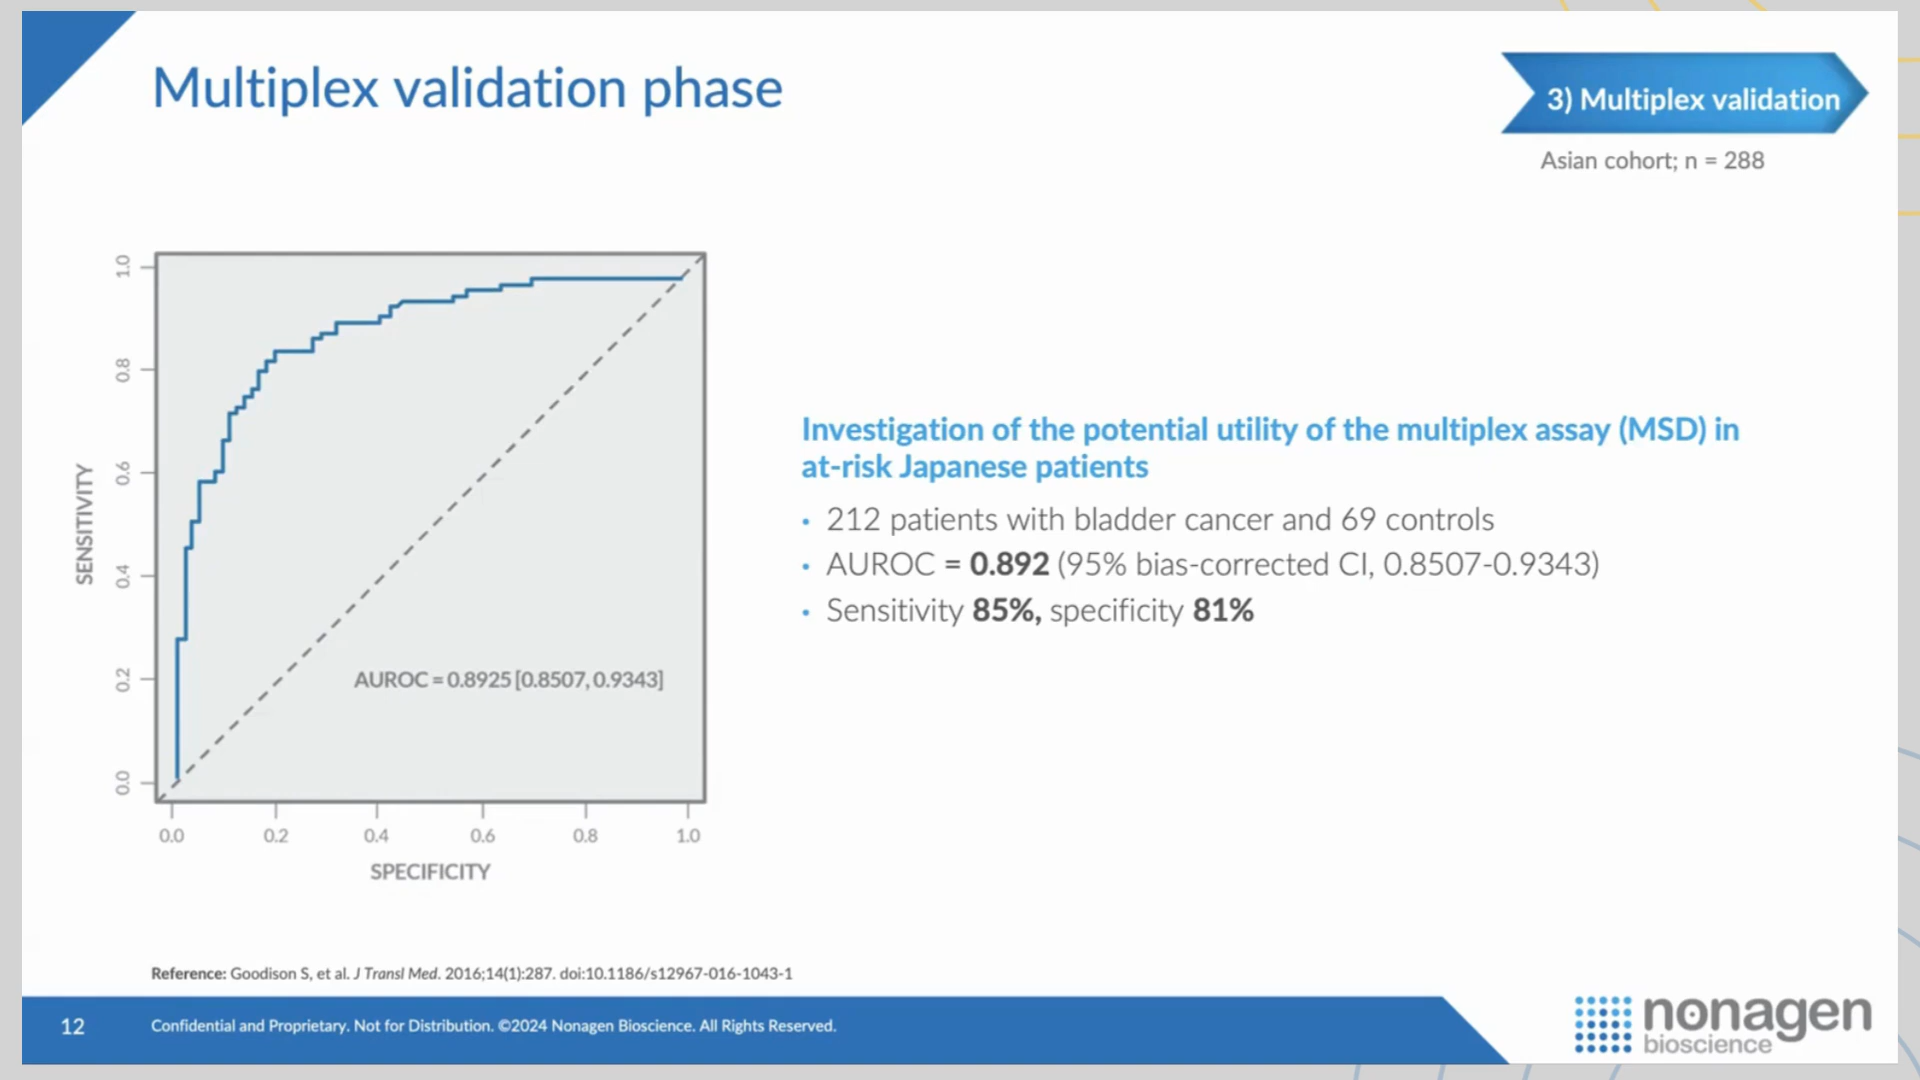 Multiplex validation phase
3) Multiplex validation
Asian cohort; n = 288
1.0
0.8
0.6
0.4
0.2
0.0
SENSITIVITY
AUROC = 0.8925 [0.8507, 0.9343]
0.0 0.2 0.4 0.6 0.8 1.0
SPECIFICITY
Investigation of the potential utility of the multiplex assay (MSD) in
at-risk Japanese patients
• 212 patients with bladder cancer and 69 controls
• AUROC = 0.892 (95% bias-corrected CI, 0.8507-0.9343)
• Sensitivity 85%, specificity 81%
Reference: Goodison S, et al. J Transl Med. 2016;14(1):287. doi:10.1186/s12967-016-1043-1
12
Confidential and Proprietary. Not for Distribution. ©2024 Nonagen Bioscience. All Rights Reserved.
nonagen
bioscience